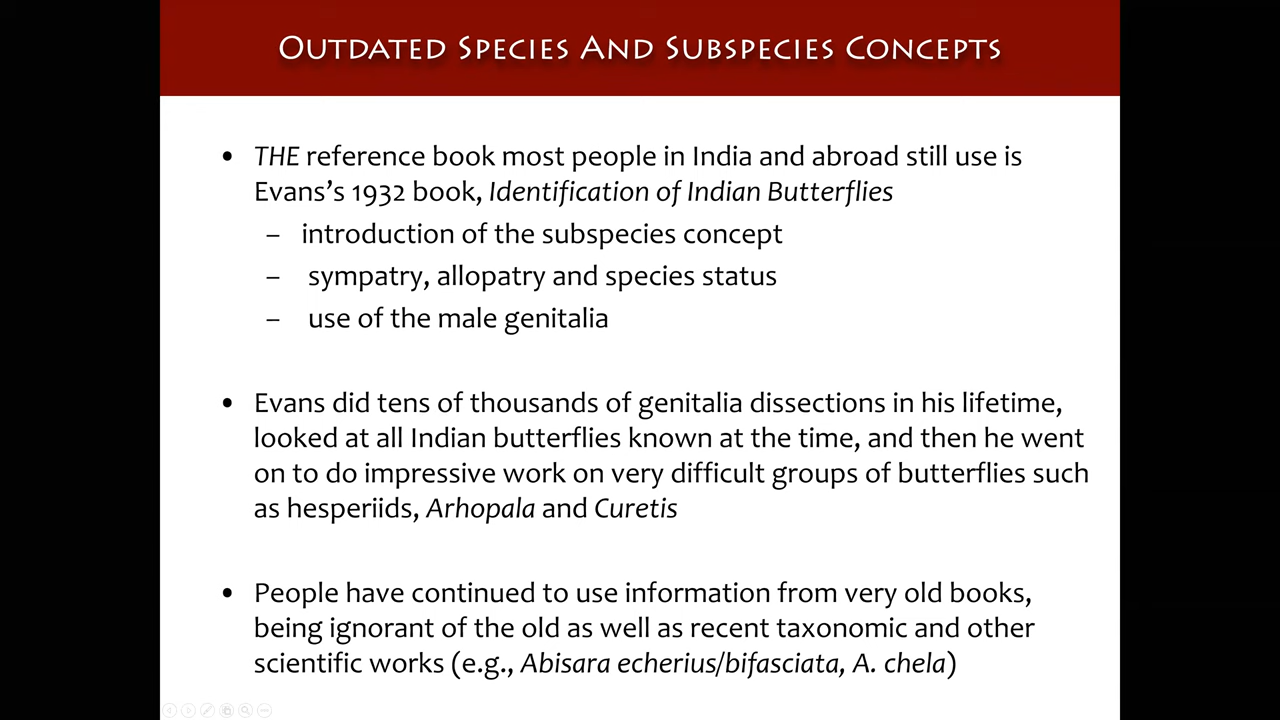 Outdated Species And Subspecies Concepts
• THE reference book most people in India and abroad still use is
Evans’s 1932 book, Identification of Indian Butterflies
– introduction of the subspecies concept
– sympatry, allopatry and species status
– use of the male genitalia
• Evans did tens of thousands of genitalia dissections in his lifetime,
looked at all Indian butterflies known at the time, and then he went
on to do impressive work on very difficult groups of butterflies such
as hesperiids, Arhopala and Curetis
• People have continued to use information from very old books,
being ignorant of the old as well as recent taxonomic and other
scientific works (e.g., Abisara echerius/bifasciata, A. chela)